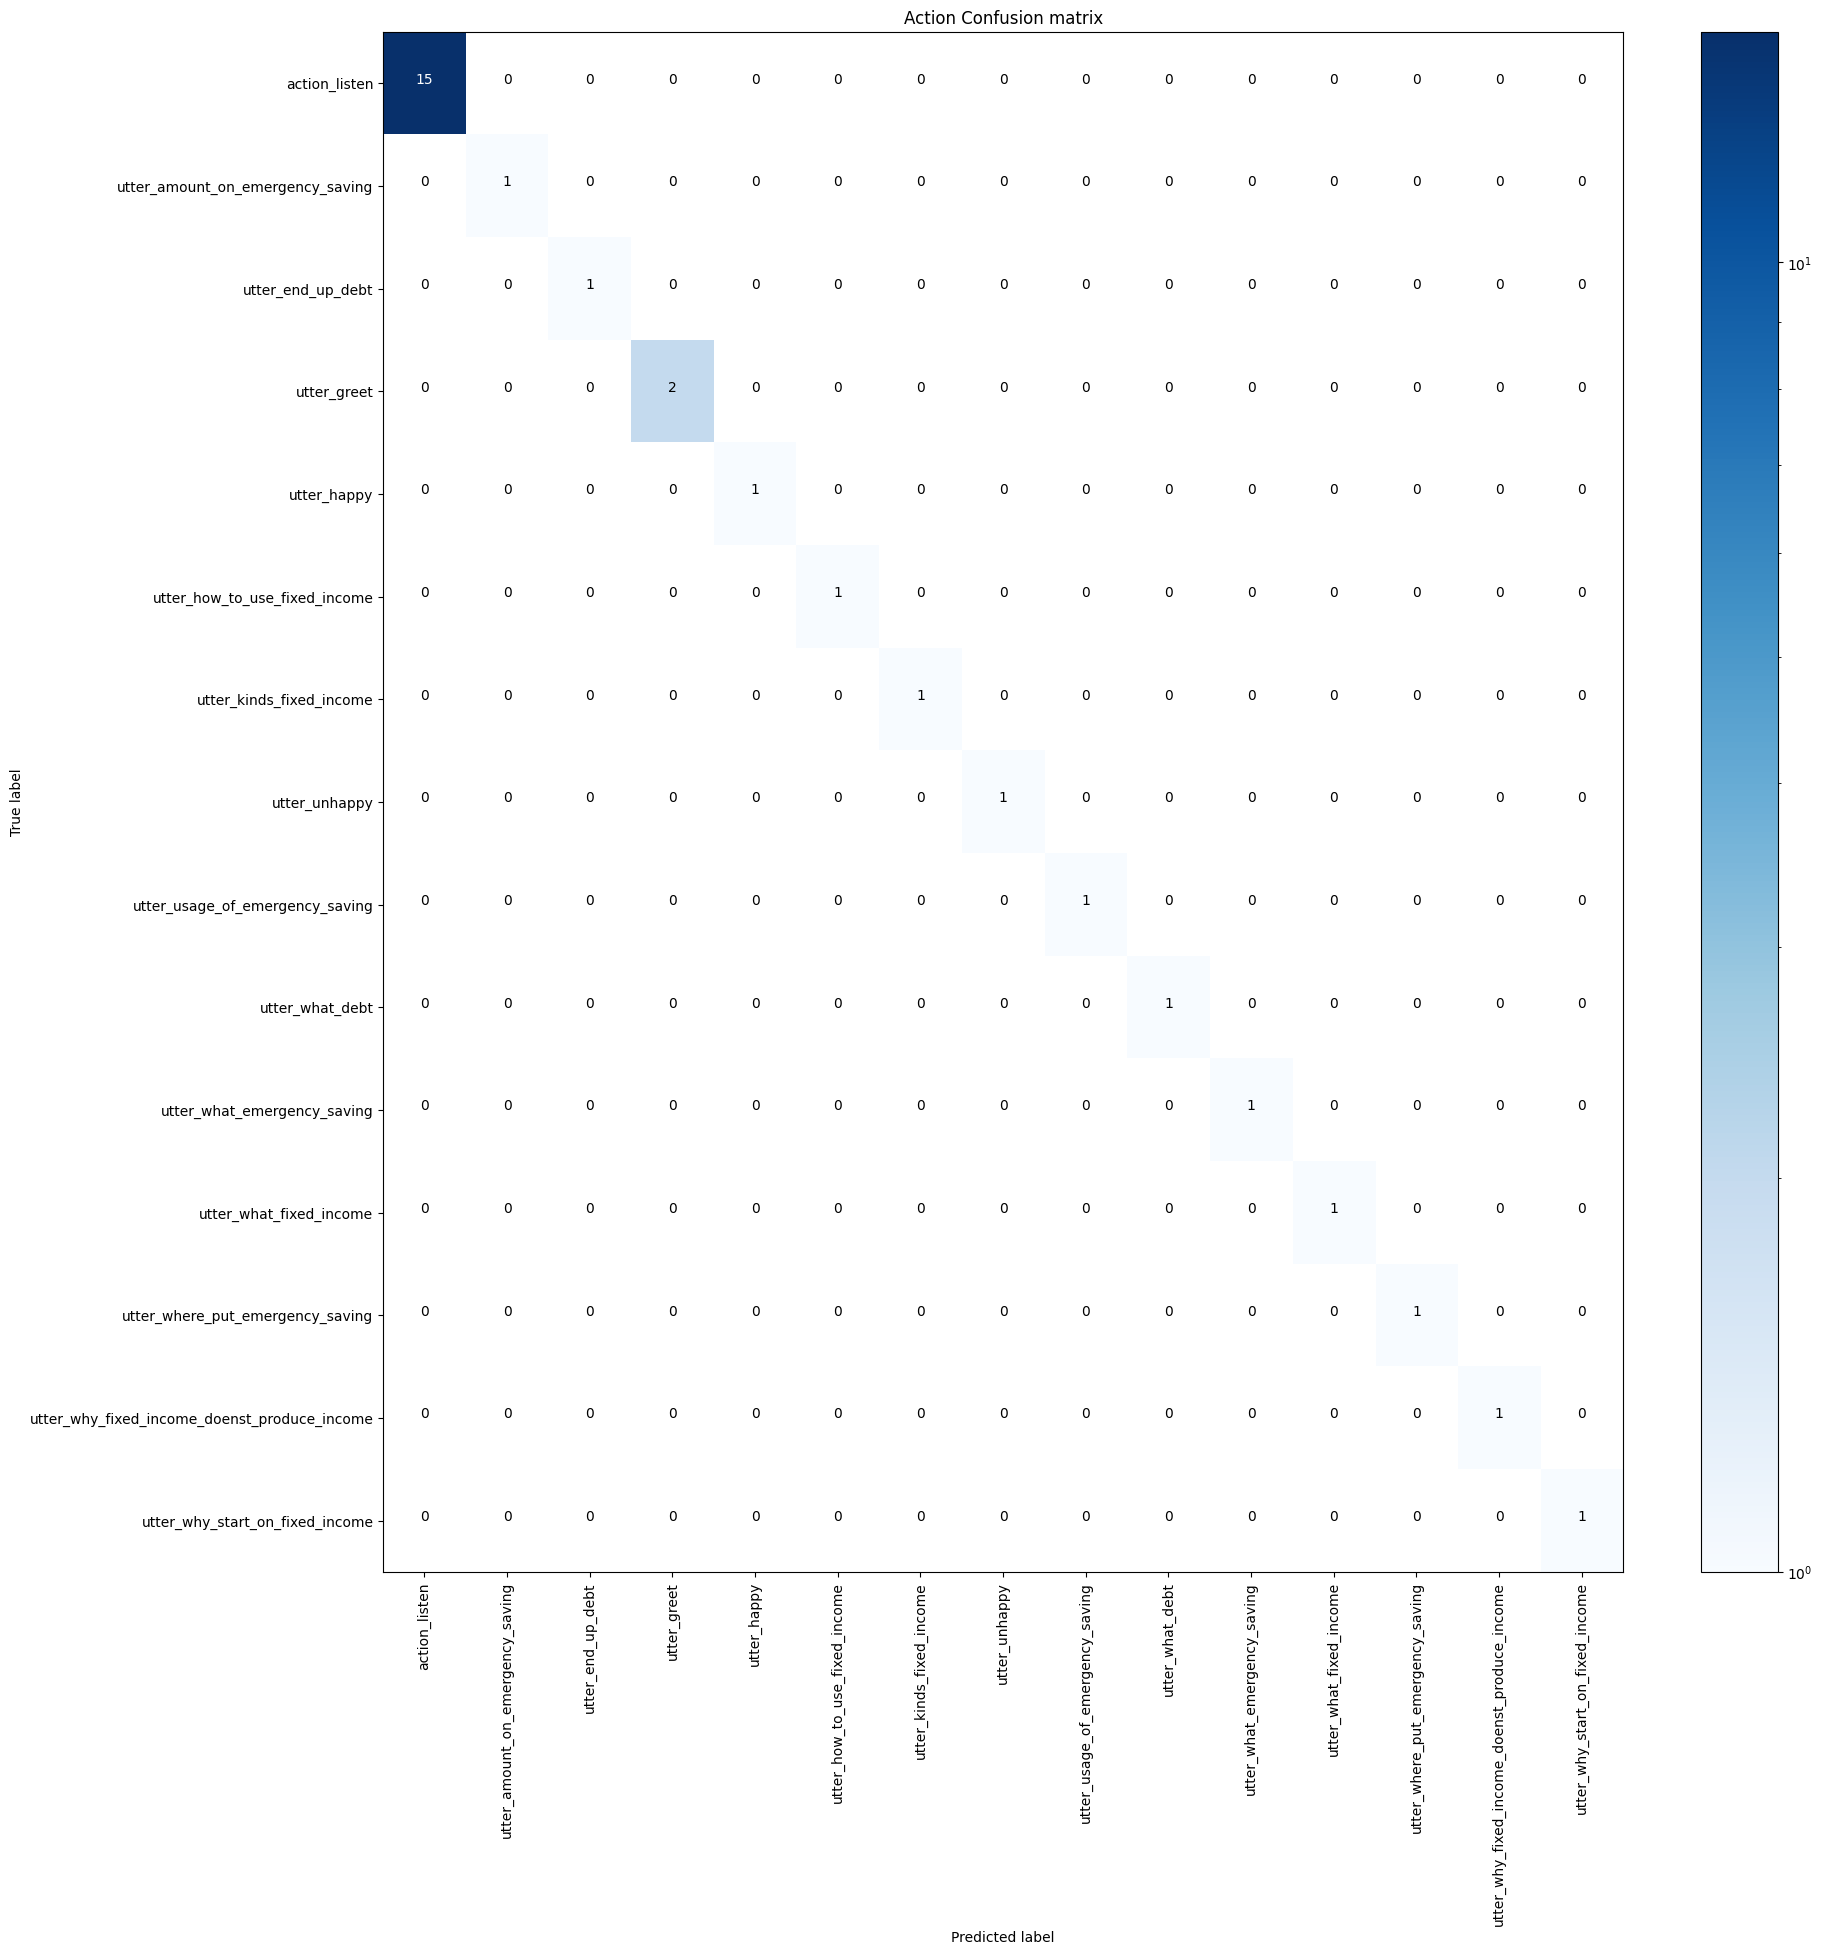 Action Confusion matrix
action_listen 15 0 0 0 0 0 0 0 0 0 0 0 0 0 0
utter_amount_on_emergency_saving 0 1 0 0 0 0 0 0 0 0 0 0 0 0 0
utter_end_up_debt 0 0 1 0 0 0 0 0 0 0 0 0 0 0 0
utter_greet 0 0 0 2 0 0 0 0 0 0 0 0 0 0 0
utter_happy 0 0 0 0 1 0 0 0 0 0 0 0 0 0 0
utter_how_to_use_fixed_income 0 0 0 0 0 1 0 0 0 0 0 0 0 0 0
utter_kinds_fixed_income 0 0 0 0 0 0 1 0 0 0 0 0 0 0 0
utter_unhappy 0 0 0 0 0 0 0 1 0 0 0 0 0 0 0
utter_usage_of_emergency_saving 0 0 0 0 0 0 0 0 1 0 0 0 0 0 0
utter_what_debt 0 0 0 0 0 0 0 0 0 1 0 0 0 0 0
utter_what_emergency_saving 0 0 0 0 0 0 0 0 0 0 1 0 0 0 0
utter_what_fixed_income 0 0 0 0 0 0 0 0 0 0 0 1 0 0 0
utter_where_put_emergency_saving 0 0 0 0 0 0 0 0 0 0 0 0 1 0 0
utter_why_fixed_income_doenst_produce_income 0 0 0 0 0 0 0 0 0 0 0 0 0 1 0
utter_why_start_on_fixed_income 0 0 0 0 0 0 0 0 0 0 0 0 0 0 1
True label
action_listen
utter_amount_on_emergency_saving
utter_end_up_debt
utter_greet
utter_happy
utter_how_to_use_fixed_income
utter_kinds_fixed_income
utter_unhappy
utter_usage_of_emergency_saving
utter_what_debt
utter_what_emergency_saving
utter_what_fixed_income
utter_where_put_emergency_saving
utter_why_fixed_income_doenst_produce_income
utter_why_start_on_fixed_income
Predicted label
10¹
10⁰